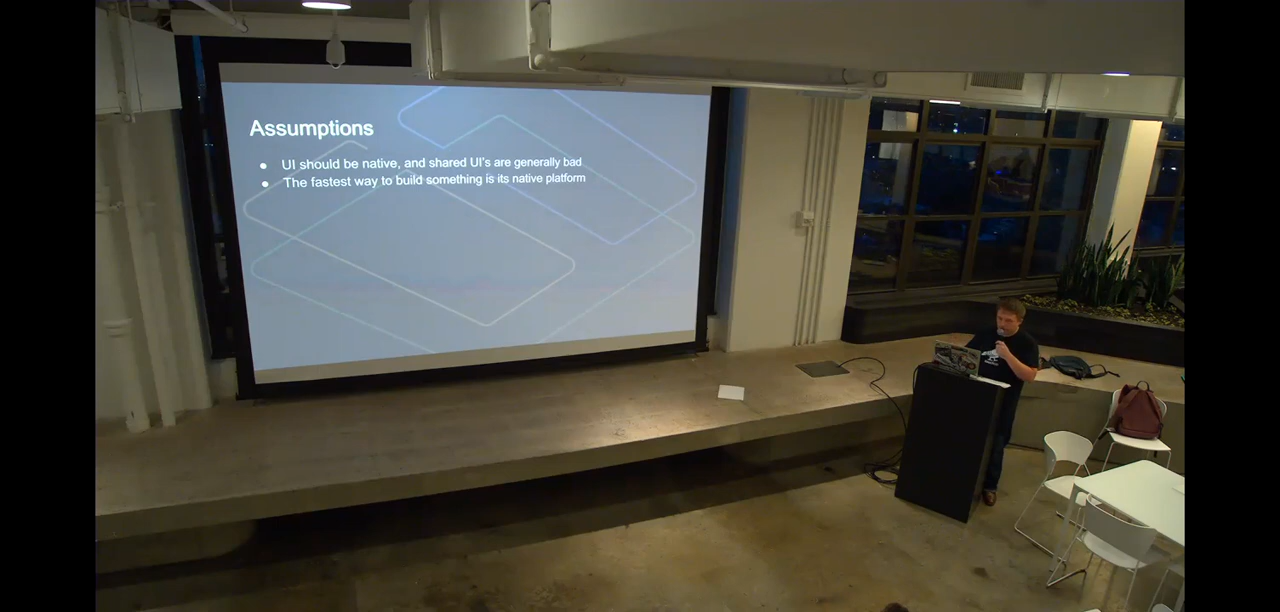 Assumptions
● UI should be native, and shared UI's are generally bad
● The fastest way to build something is its native platform